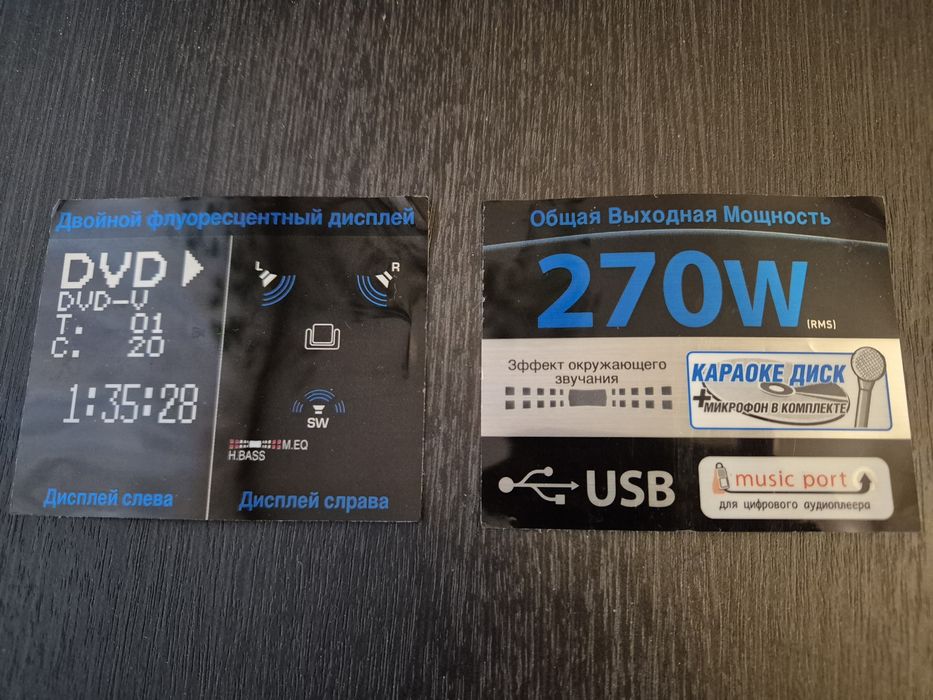 Двойной флуоресцентный дисплей
DVD
DVD-V
T. 01
C. 20
1:35:28
L
R
SW
M.EQ
H.BASS
Дисплей слева
Дисплей справа
Общая Выходная Мощность
270W
(RMS)
Эффект окружающего
звучания
КАРАОКЕ ДИСК
+МИКРОФОН В КОМПЛЕКТЕ
USB
music port
для цифрового аудиоплеера